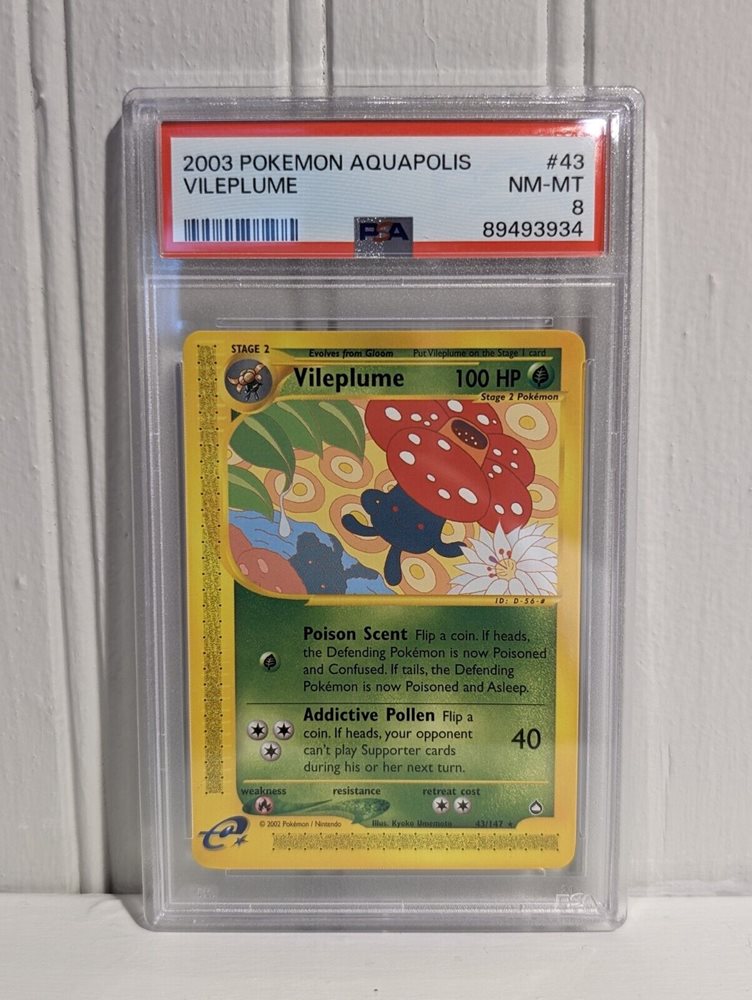 2003 POKEMON AQUAPOLIS #43
VILEPLUME NM-MT
8
PSA 89493934
STAGE 2 Evolves from Gloom Put Vileplume on the Stage 1 card
Vileplume 100 HP
Stage 2 Pokémon
ID: D-56-#
Poison Scent Flip a coin. If heads,
the Defending Pokémon is now Poisoned
and Confused. If tails, the Defending
Pokémon is now Poisoned and Asleep.
Addictive Pollen Flip a
coin. If heads, your opponent
can't play Supporter cards
during his or her next turn.
40
weakness resistance retreat cost
e
© 2002 Pokémon / Nintendo Illus. Kyoko Umemoto 43/147 ★
PSA